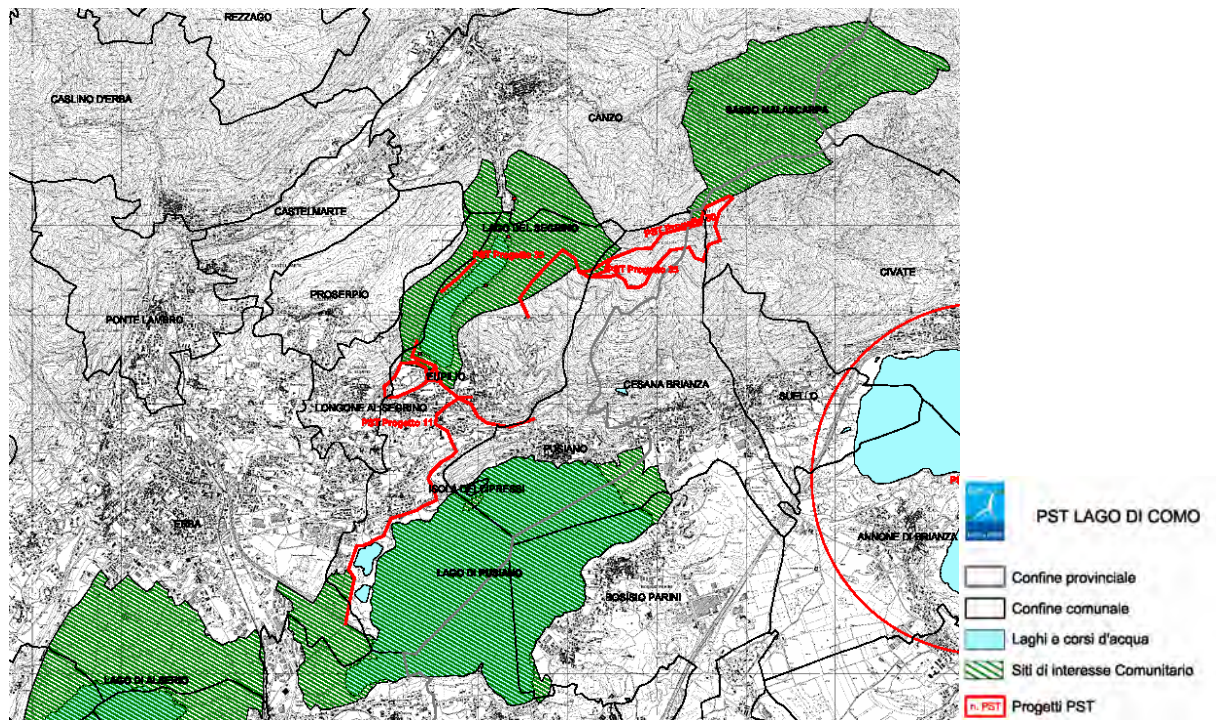 REZZAGO
CASLINO D'ERBA
SASSO MALASCARPA
CANZO
CASTELMARTE
LAGO DEL SEGRINO
CIVATE
PROSERPIO
PONTE LAMBRO
EUPILIO
CESANA BRIANZA
SUELLO
LONGONE AL SEGRINO
PST Progetto 11
PUSIANO
ISOLA DEI CIPRESSI
ERBA
ANNONE DI BRIANZA
LAGO DI PUSIANO
BOSISIO PARINI
LAGO DI ALSERIO
PST LAGO DI COMO
Confine provinciale
Confine comunale
Laghi e corsi d'acqua
Siti di interesse Comunitario
n. PST Progetti PST